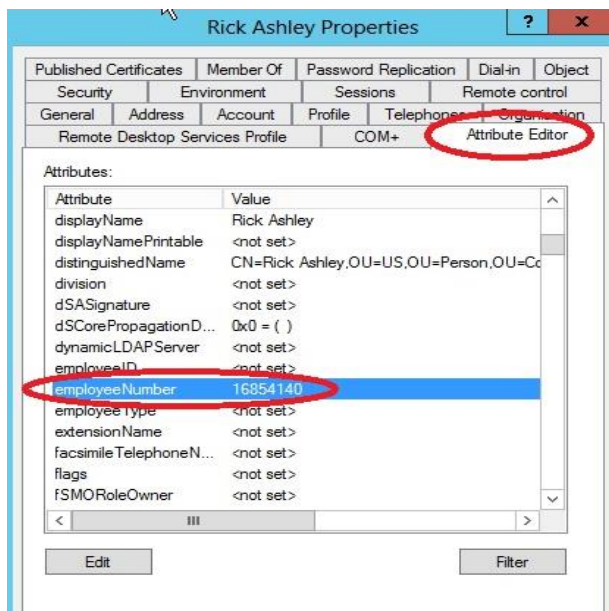 Rick Ashley Properties ? x
Published Certificates Member Of Password Replication Dial-in Object
Security Environment Sessions Remote control
General Address Account Profile Telephones Organisation
Remote Desktop Services Profile COM+ Attribute Editor
Attributes:
Attribute Value
displayName Rick Ashley
displayNamePrintable <not set>
distinguishedName CN=Rick Ashley,OU=US,OU=Person,OU=Co
division <not set>
dSASignature <not set>
dSCorePropagationD... 0x0 = ( )
dynamicLDAPServer <not set>
employeeID <not set>
employeeNumber 16854140
employeeType <not set>
extensionName <not set>
facsimileTelephoneN... <not set>
flags <not set>
fSMORoleOwner <not set>
Edit Filter